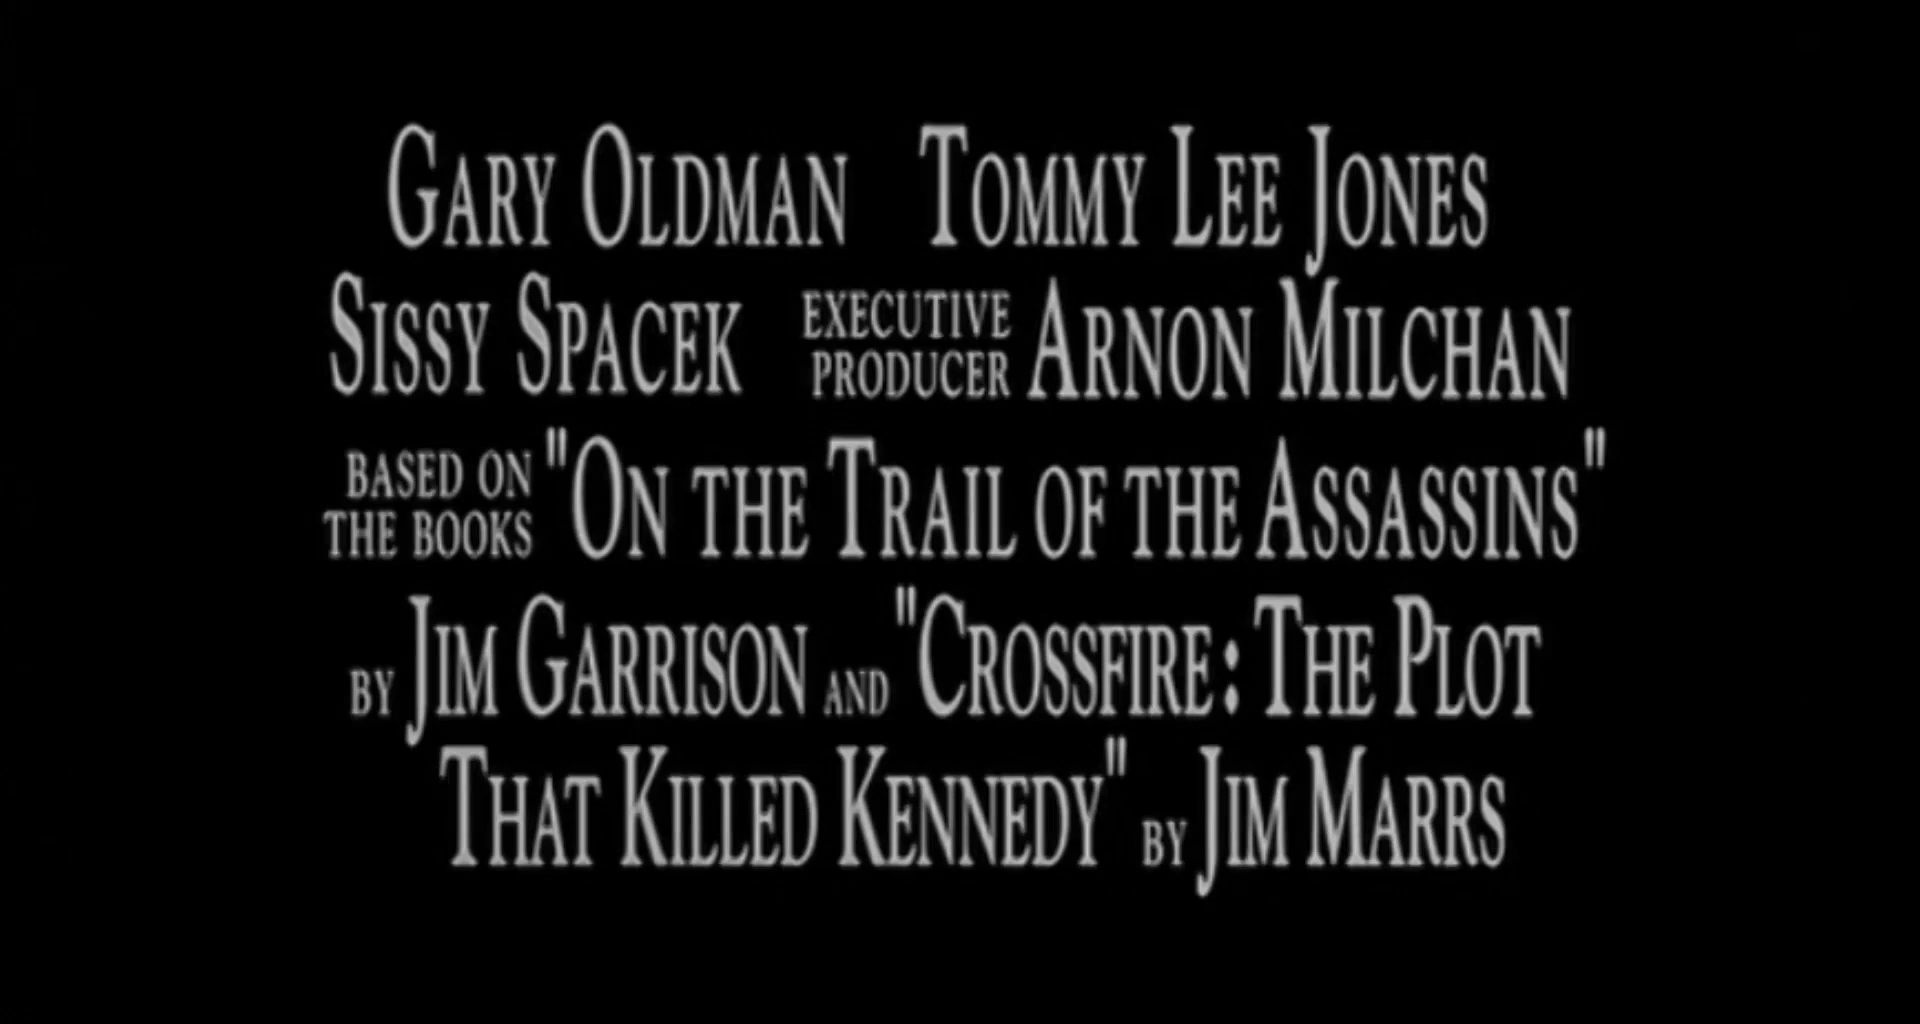 GARY OLDMAN TOMMY LEE JONES
SISSY SPACEK EXECUTIVE PRODUCER ARNON MILCHAN
BASED ON THE BOOKS "ON THE TRAIL OF THE ASSASSINS"
BY JIM GARRISON AND "CROSSFIRE: THE PLOT
THAT KILLED KENNEDY" BY JIM MARRS